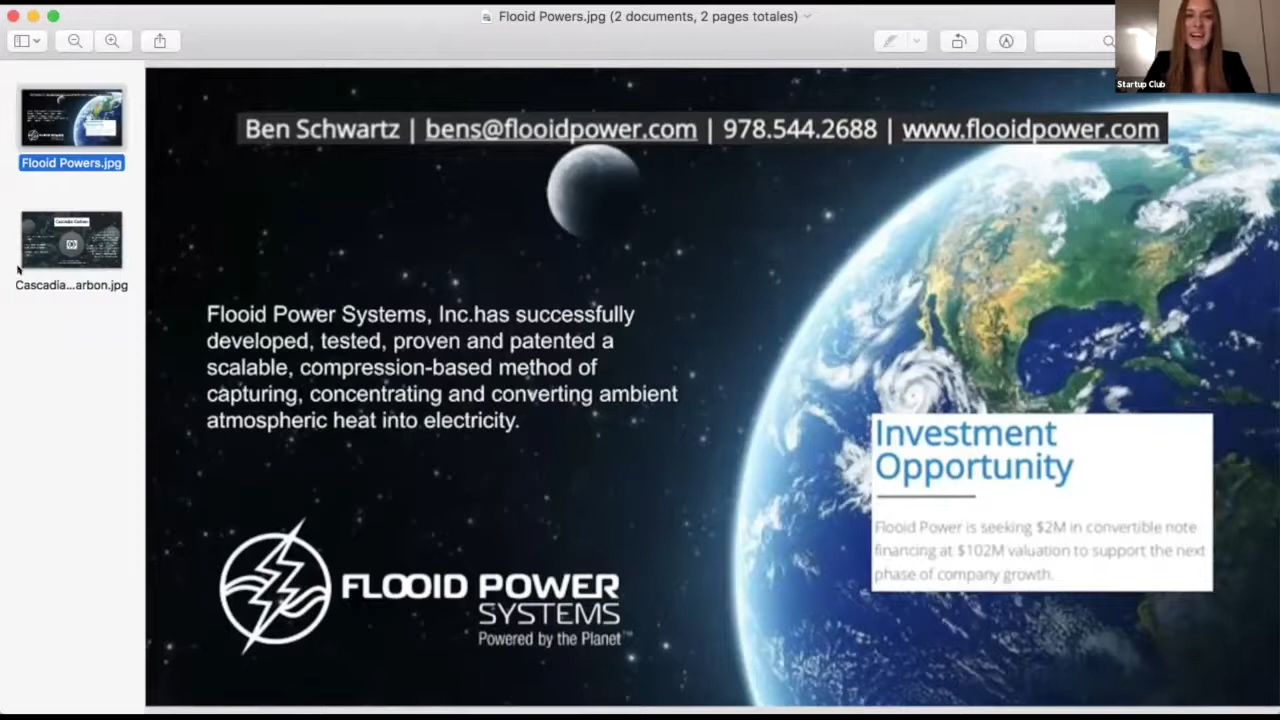 Flooid Powers.jpg (2 documents, 2 pages totales)
Startup Club
Flooid Powers.jpg
Cascadia...arbon.jpg
Ben Schwartz | bens@flooidpower.com | 978.544.2688 | www.flooidpower.com
Flooid Power Systems, Inc.has successfully
developed, tested, proven and patented a
scalable, compression-based method of
capturing, concentrating and converting ambient
atmospheric heat into electricity.
Investment
Opportunity
Flooid Power is seeking $2M in convertible note
financing at $102M valuation to support the next
phase of company growth.
FLOOID POWER
SYSTEMS
Powered by the Planet™